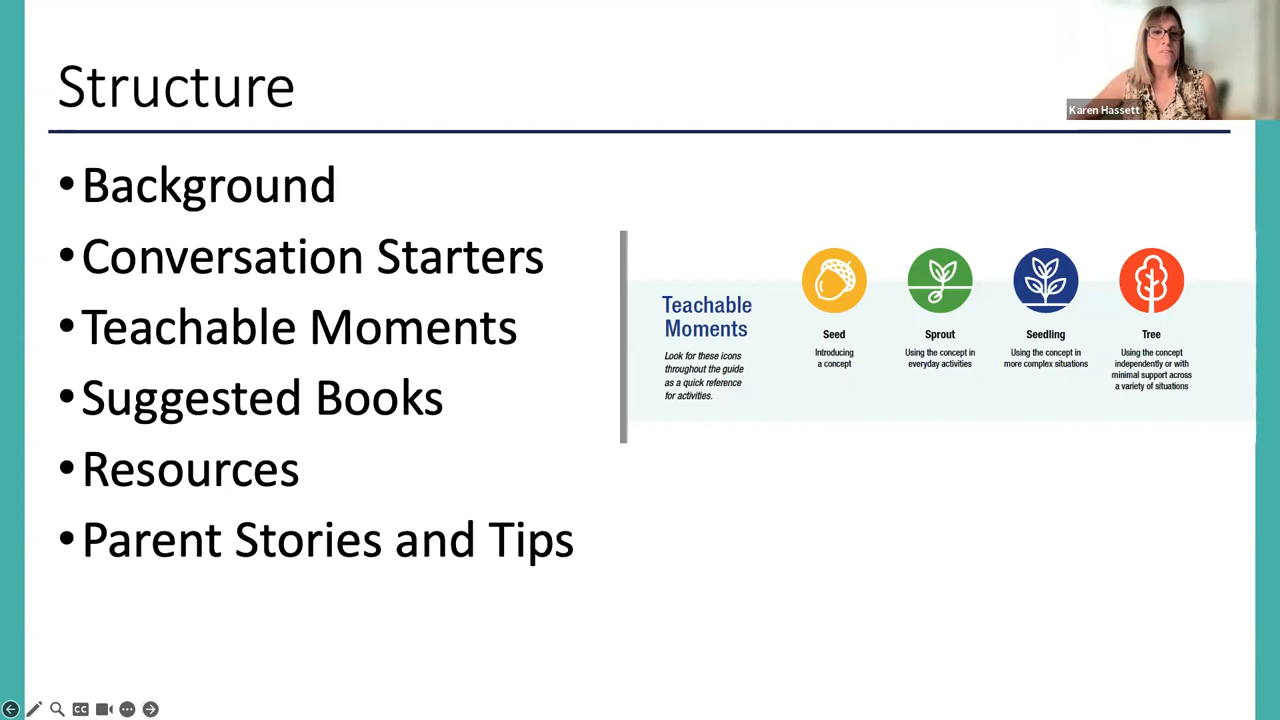 Structure
Karen Hassett
•Background
•Conversation Starters
•Teachable Moments
•Suggested Books
•Resources
•Parent Stories and Tips
Teachable
Moments
Look for these icons
throughout the guide
as a quick reference
for activities.
Seed
Introducing
a concept
Sprout
Using the concept in
everyday activities
Seedling
Using the concept in
more complex situations
Tree
Using the concept
independently or with
minimal support across
a variety of situations
CC